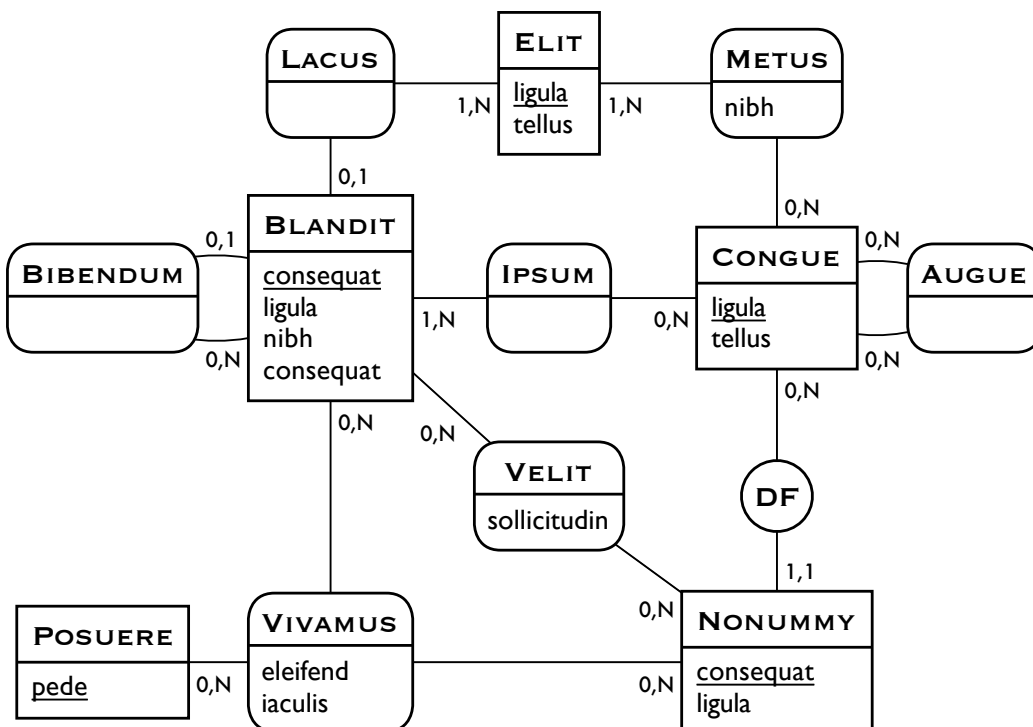 LACUS
ELIT
ligula
tellus
METUS
nibh
1,N
1,N
0,1
0,N
BIBENDUM
0,1
0,N
BLANDIT
consequat
ligula
nibh
consequat
1,N
IPSUM
0,N
CONGUE
ligula
tellus
0,N
0,N
AUGUE
0,N
0,N
0,N
VELIT
sollicitudin
DF
1,1
0,N
POSUERE
pede
0,N
VIVAMUS
eleifend
iaculis
0,N
NONUMMY
consequat
ligula